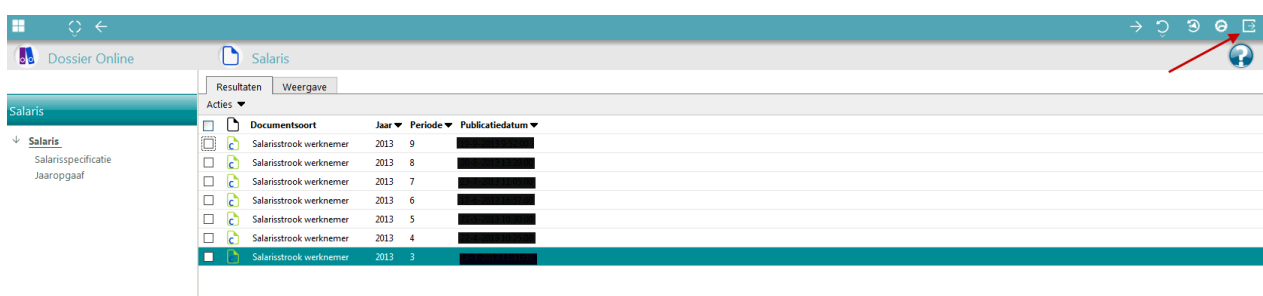 Dossier Online
Salaris
Resultaten Weergave
Salaris
Acties
Documentsoort Jaar Periode Publicatiedatum
Salaris
Salarisspecificatie
Jaaropgaaf
Salarisstrook werknemer 2013 9
Salarisstrook werknemer 2013 8
Salarisstrook werknemer 2013 7
Salarisstrook werknemer 2013 6
Salarisstrook werknemer 2013 5
Salarisstrook werknemer 2013 4
Salarisstrook werknemer 2013 3